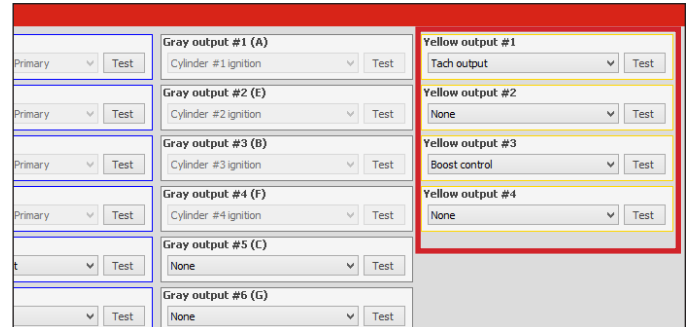 Gray output #1 (A)
Yellow output #1
Primary
Test
Cylinder #1 ignition
Test
Tach output
Test
Gray output #2 (E)
Yellow output #2
Primary
Test
Cylinder #2 ignition
Test
None
Test
Gray output #3 (B)
Yellow output #3
Primary
Test
Cylinder #3 ignition
Test
Boost control
Test
Gray output #4 (F)
Yellow output #4
Primary
Test
Cylinder #4 ignition
Test
None
Test
Gray output #5 (C)
t
Test
None
Test
Gray output #6 (G)
Test
None
Test